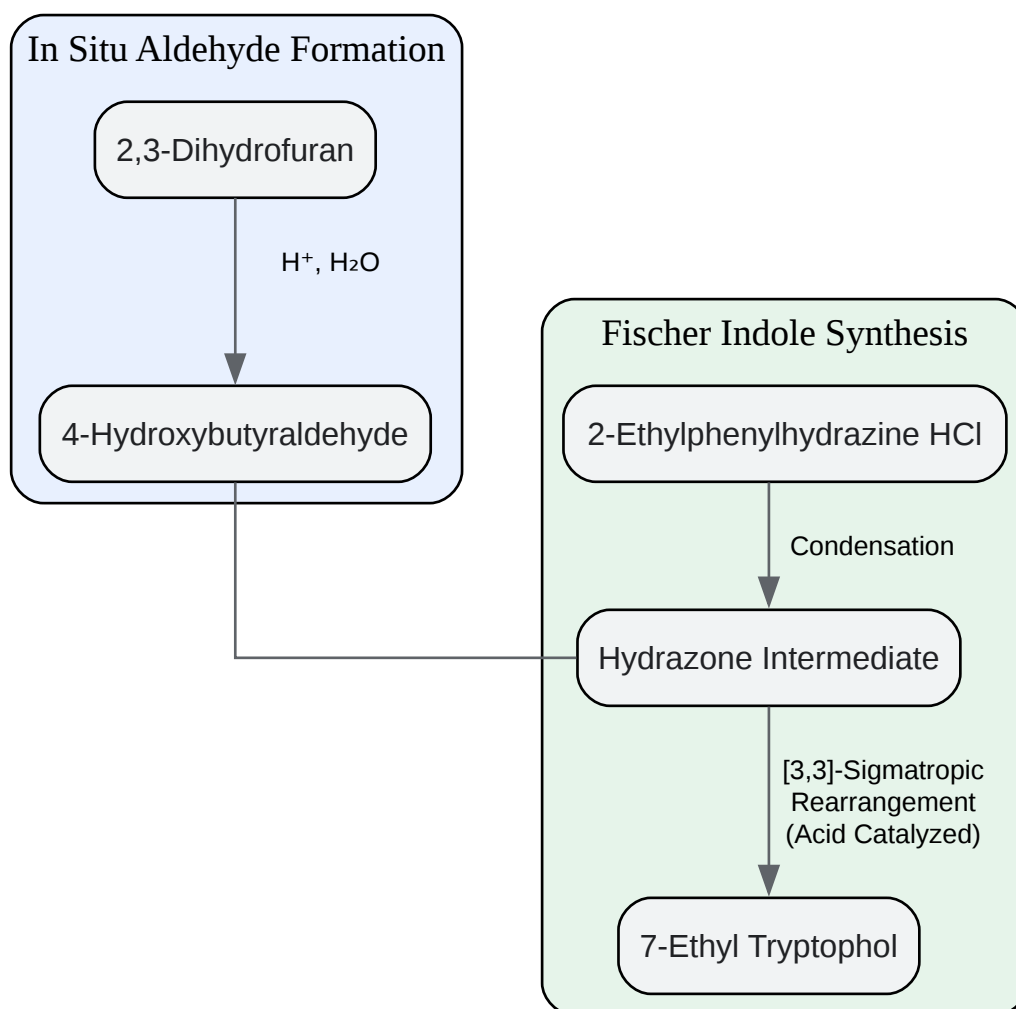 In Situ Aldehyde Formation
2,3-Dihydrofuran
H⁺, H₂O
4-Hydroxybutyraldehyde
Fischer Indole Synthesis
2-Ethylphenylhydrazine HCl
Condensation
Hydrazone Intermediate
[3,3]-Sigmatropic
Rearrangement
(Acid Catalyzed)
7-Ethyl Tryptophol